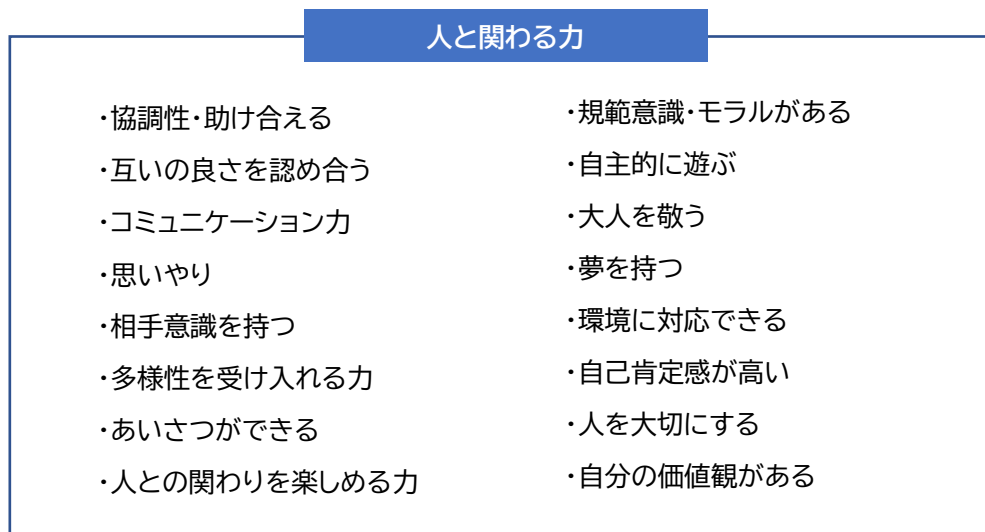 人と関わる力
・協調性・助け合える
・互いの良さを認め合う
・コミュニケーション力
・思いやり
・相手意識を持つ
・多様性を受け入れる力
・あいさつができる
・人との関わりを楽しめる力
・規範意識・モラルがある
・自主的に遊ぶ
・大人を敬う
・夢を持つ
・環境に対応できる
・自己肯定感が高い
・人を大切にする
・自分の価値観がある